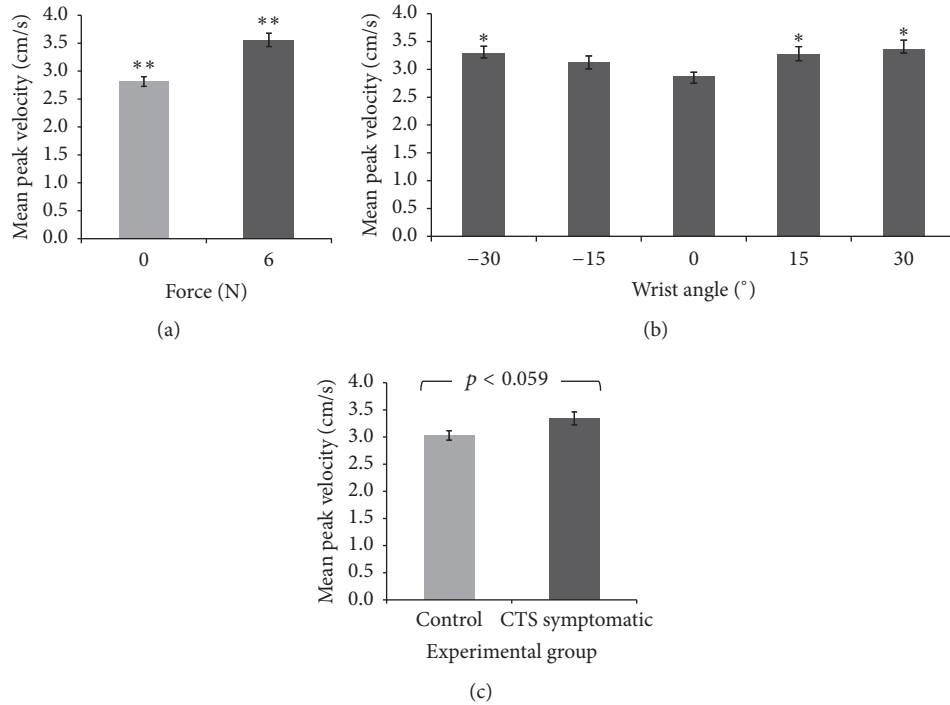 Mean peak velocity (cm/s)
4.0
3.5
3.0
2.5
2.0
1.5
1.0
0.5
0.0
**
**
0 6
Force (N)
(a)
Mean peak velocity (cm/s)
4.0
3.5
3.0
2.5
2.0
1.5
1.0
0.5
0.0
* * *
−30 −15 0 15 30
Wrist angle (°)
(b)
Mean peak velocity (cm/s)
4.0
3.5
3.0
2.5
2.0
1.5
1.0
0.5
0.0
p < 0.059
Control CTS symptomatic
Experimental group
(c)